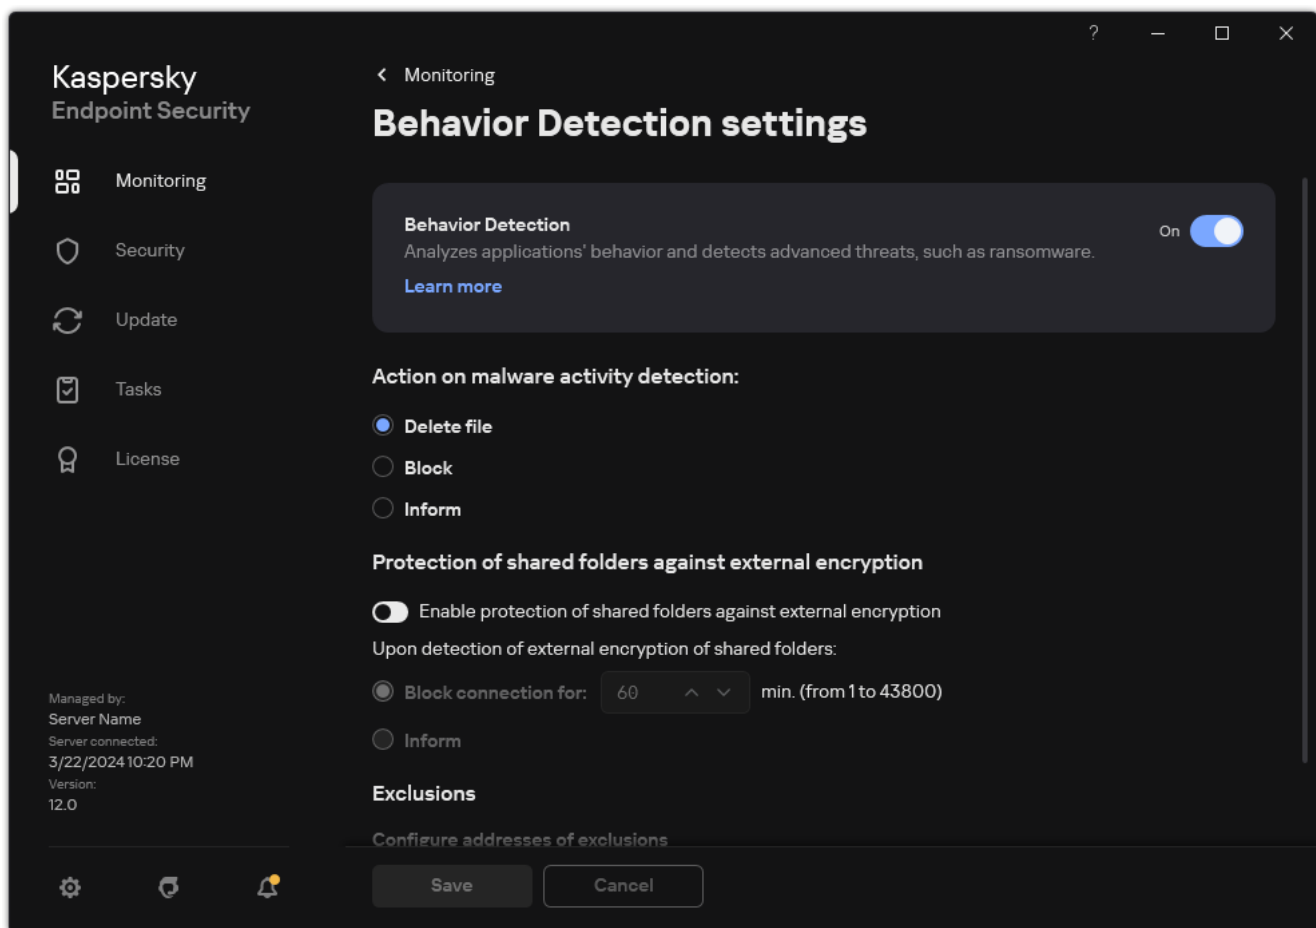 ?
Kaspersky
Endpoint Security
Monitoring
Security
Update
Tasks
License
Managed by:
Server Name
Server connected:
3/22/2024 10:20 PM
Version:
12.0
Monitoring
Behavior Detection settings
Behavior Detection
Analyzes applications' behavior and detects advanced threats, such as ransomware.
Learn more
On
Action on malware activity detection:
Delete file
Block
Inform
Protection of shared folders against external encryption
Enable protection of shared folders against external encryption
Upon detection of external encryption of shared folders:
Block connection for: 60 min. (from 1 to 43800)
Inform
Exclusions
Configure addresses of exclusions
Save Cancel